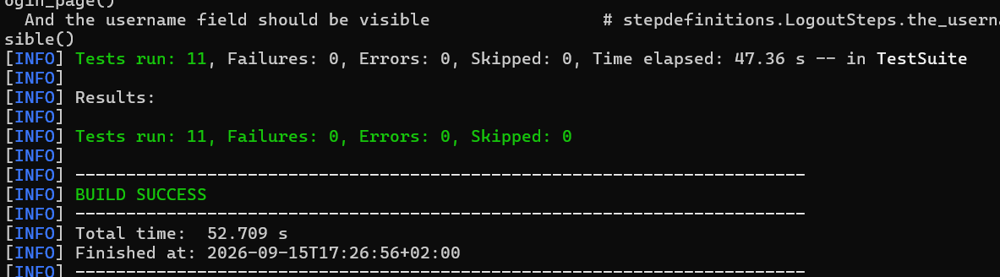 ogin_page()
  And the username field should be visible                 # stepdefinitions.LogoutSteps.the_userna
sible()
[INFO] Tests run: 11, Failures: 0, Errors: 0, Skipped: 0, Time elapsed: 47.36 s -- in TestSuite
[INFO]
[INFO] Results:
[INFO]
[INFO] Tests run: 11, Failures: 0, Errors: 0, Skipped: 0
[INFO]
[INFO] ------------------------------------------------------------------------
[INFO] BUILD SUCCESS
[INFO] ------------------------------------------------------------------------
[INFO] Total time:  52.709 s
[INFO] Finished at: 2026-09-15T17:26:56+02:00
[INFO] ------------------------------------------------------------------------